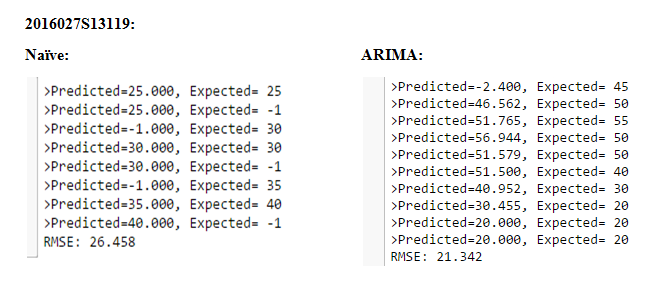 2016027S13119:
Naïve:
>Predicted=25.000, Expected= 25
>Predicted=25.000, Expected= -1
>Predicted=-1.000, Expected= 30
>Predicted=30.000, Expected= 30
>Predicted=30.000, Expected= -1
>Predicted=-1.000, Expected= 35
>Predicted=35.000, Expected= 40
>Predicted=40.000, Expected= -1
RMSE: 26.458
ARIMA:
>Predicted=-2.400, Expected= 45
>Predicted=46.562, Expected= 50
>Predicted=51.765, Expected= 55
>Predicted=56.944, Expected= 50
>Predicted=51.579, Expected= 50
>Predicted=51.500, Expected= 40
>Predicted=40.952, Expected= 30
>Predicted=30.455, Expected= 20
>Predicted=20.000, Expected= 20
>Predicted=20.000, Expected= 20
RMSE: 21.342